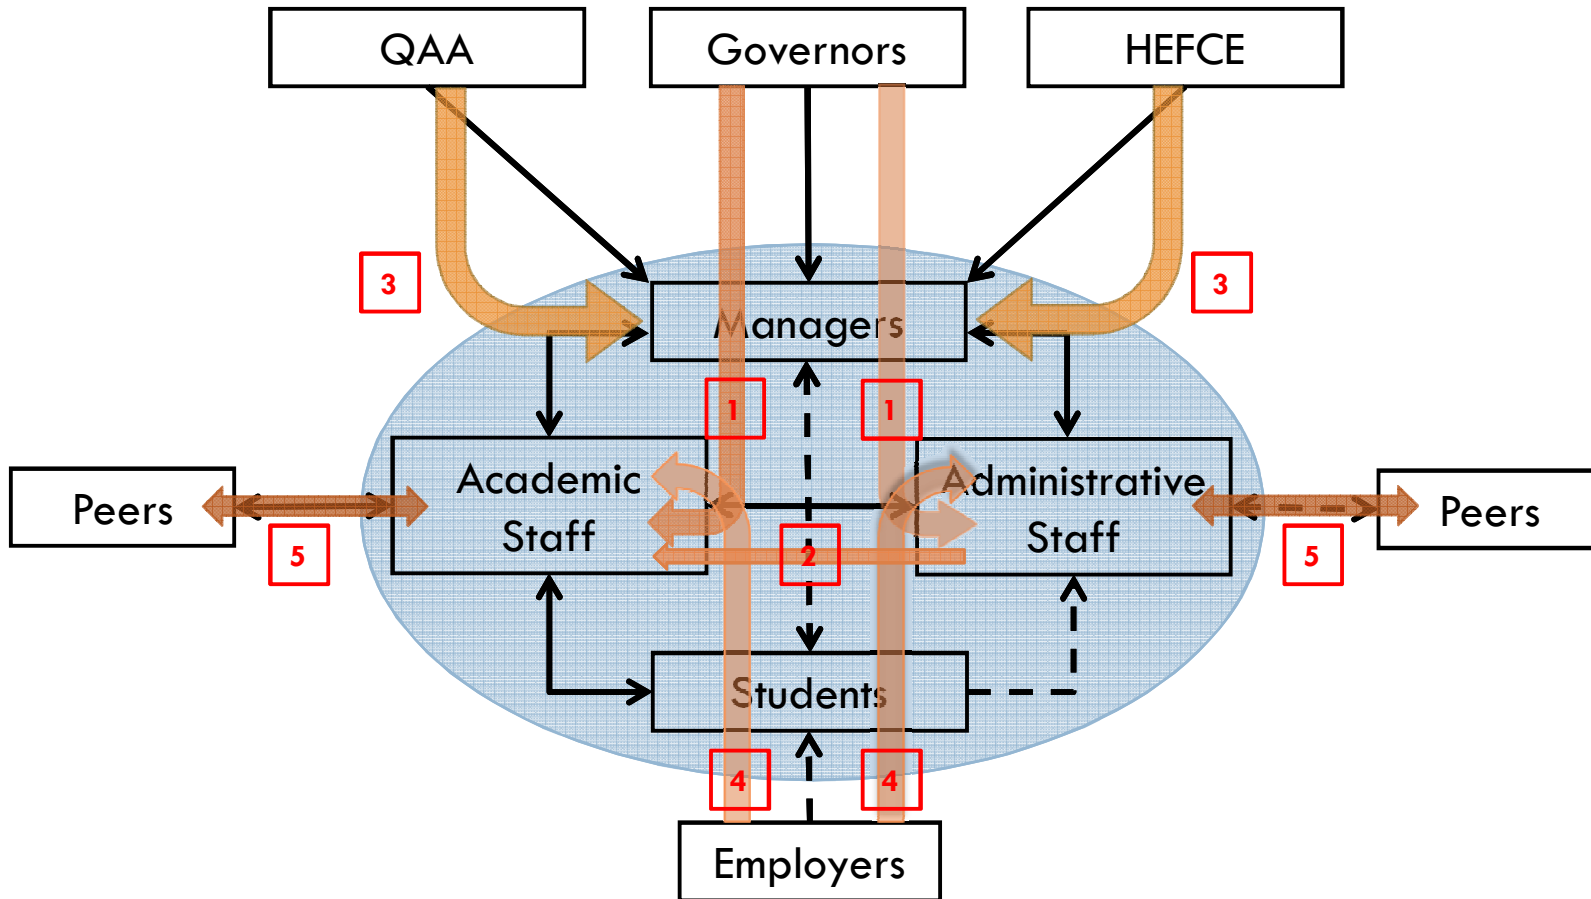 QAA
Governors
HEFCE
3
3
Managers
1
1
Academic
Staff
Administrative
Staff
Peers
Peers
5
2
5
Students
4
4
Employers